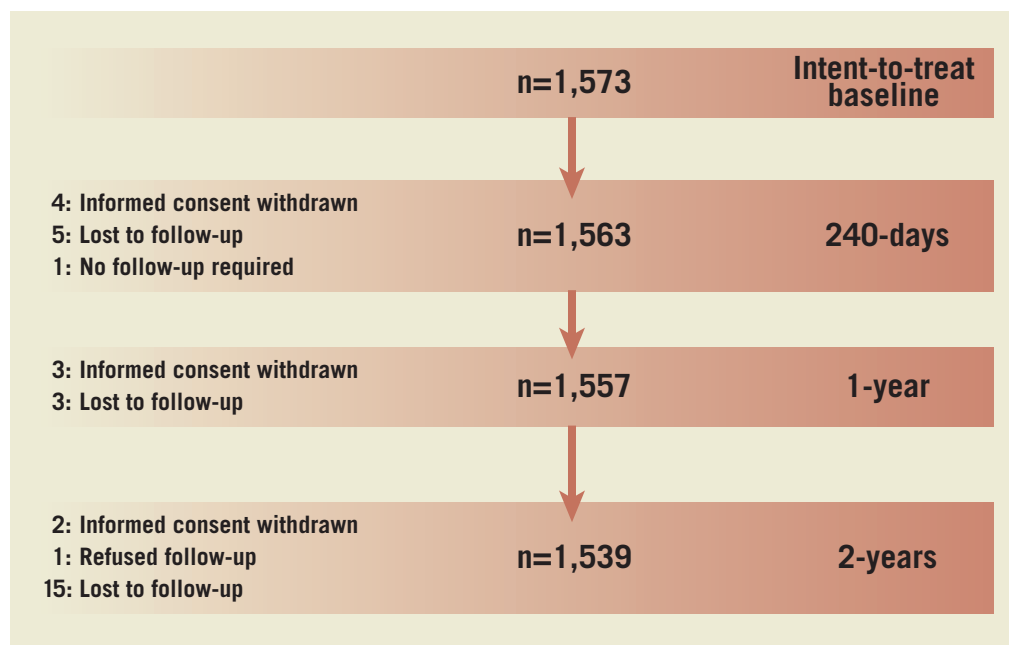 n=1,573
Intent-to-treat
baseline
4: Informed consent withdrawn
5: Lost to follow-up
1: No follow-up required
n=1,563
240-days
3: Informed consent withdrawn
3: Lost to follow-up
n=1,557
1-year
2: Informed consent withdrawn
1: Refused follow-up
15: Lost to follow-up
n=1,539
2-years